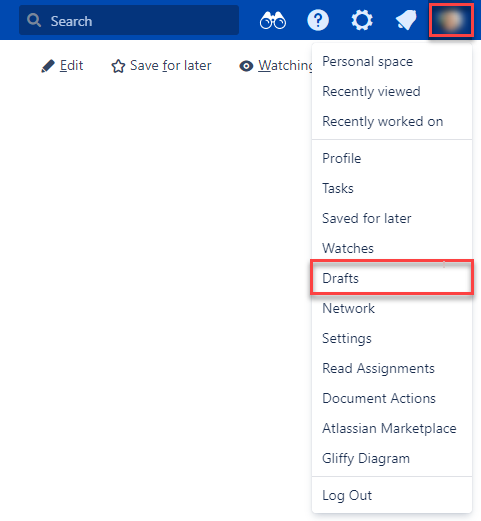 Search
Edit Save for later Watching
Personal space
Recently viewed
Recently worked on
Profile
Tasks
Saved for later
Watches
Drafts
Network
Settings
Read Assignments
Document Actions
Atlassian Marketplace
Gliffy Diagram
Log Out